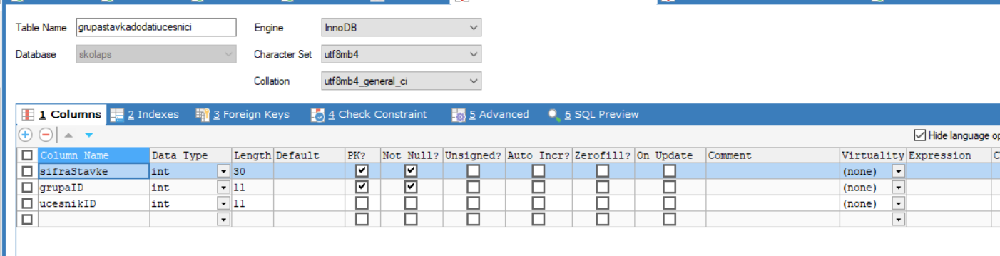 Table Name grupastavkadodatiucesnici Engine InnoDB
Database skolaps Character Set utf8mb4
Collation utf8mb4_general_ci
1 Columns 2 Indexes 3 Foreign Keys 4 Check Constraint 5 Advanced 6 SQL Preview
Hide language op
Column Name Data Type Length Default PK? Not Null? Unsigned? Auto Incr? Zerofill? On Update Comment Virtuality Expression C
sifraStavke int 30 (none)
grupaID int 11 (none)
ucesnikID int 11 (none)